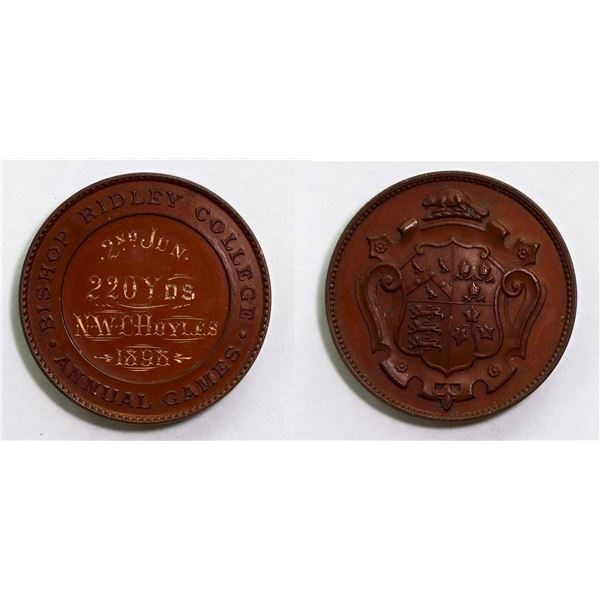 BISHOP RIDLEY COLLEGE
· ANNUAL GAMES ·
2ND JUN.
220 YDS
N.W.C HOYLES
1898